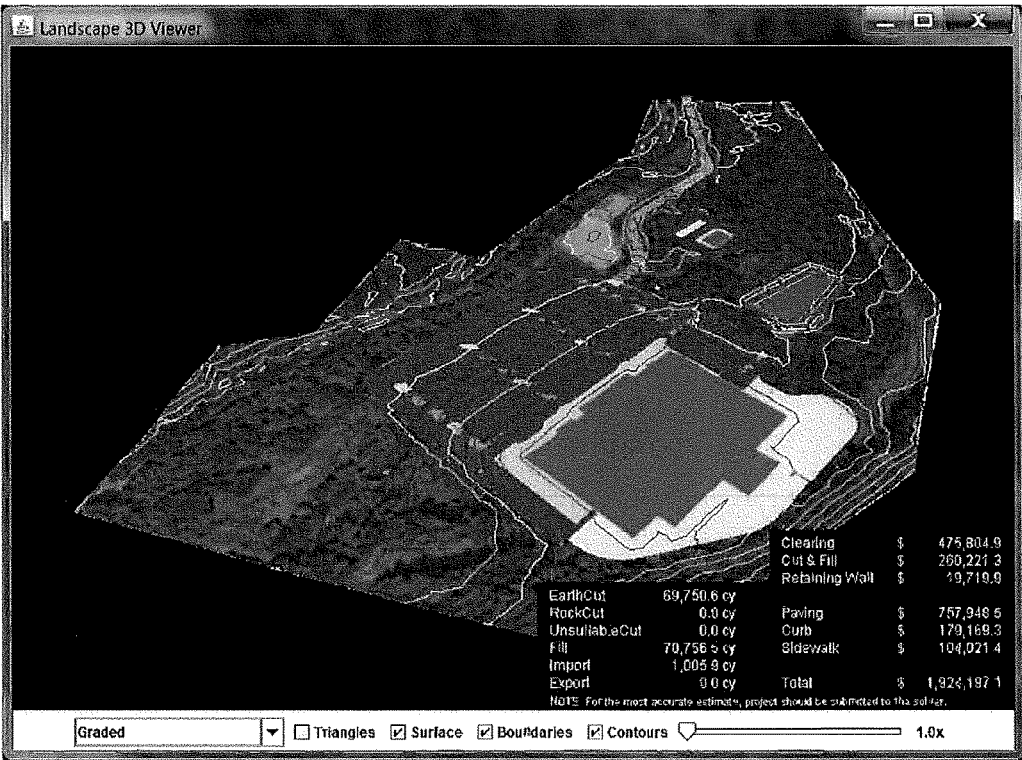 Landscape 3D Viewer
Clearing $ 475,804.9
Cut & Fill $ 260,221.3
Retaining Wall $ 19,719.9
EarthCut 69,750.6 cy
RockCut 0.0 cy Paving $ 757,948.5
UnsuitableCut 0.0 cy Curb $ 179,169.3
Fill 70,756.5 cy Sidewalk $ 104,021.4
Import 1,005.9 cy
Export 0.0 cy Total $ 1,924,197.1
NOTE: For the most accurate estimate, project should be submitted to the solver.
Graded Triangles Surface Boundaries Contours 1.0x